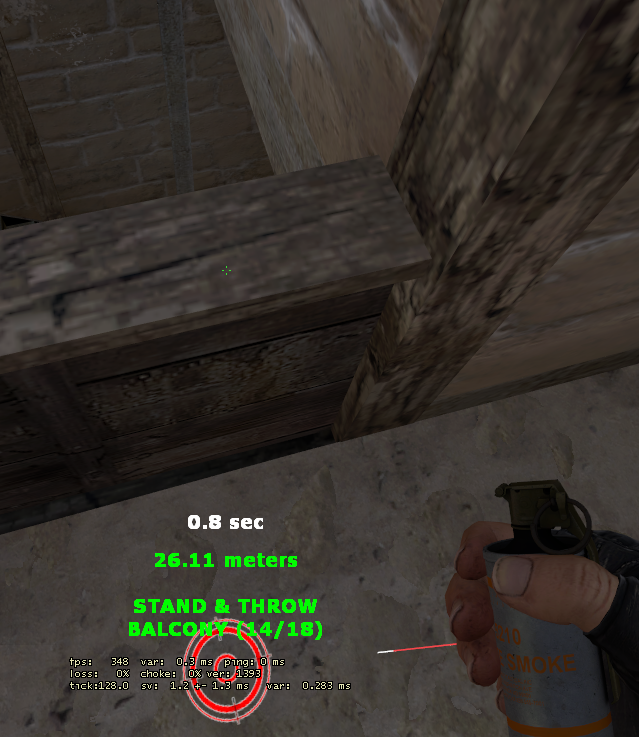 0.8 sec
26.11 meters
STAND & THROW
BALCONY (14/18)
fps: 348 var: 0.3 ms ping: 0 ms
loss: 0% choke: 0% ver: 1393
tick:128.0 sv: 1.2 +- 1.3 ms var: 0.283 ms
SMOKE